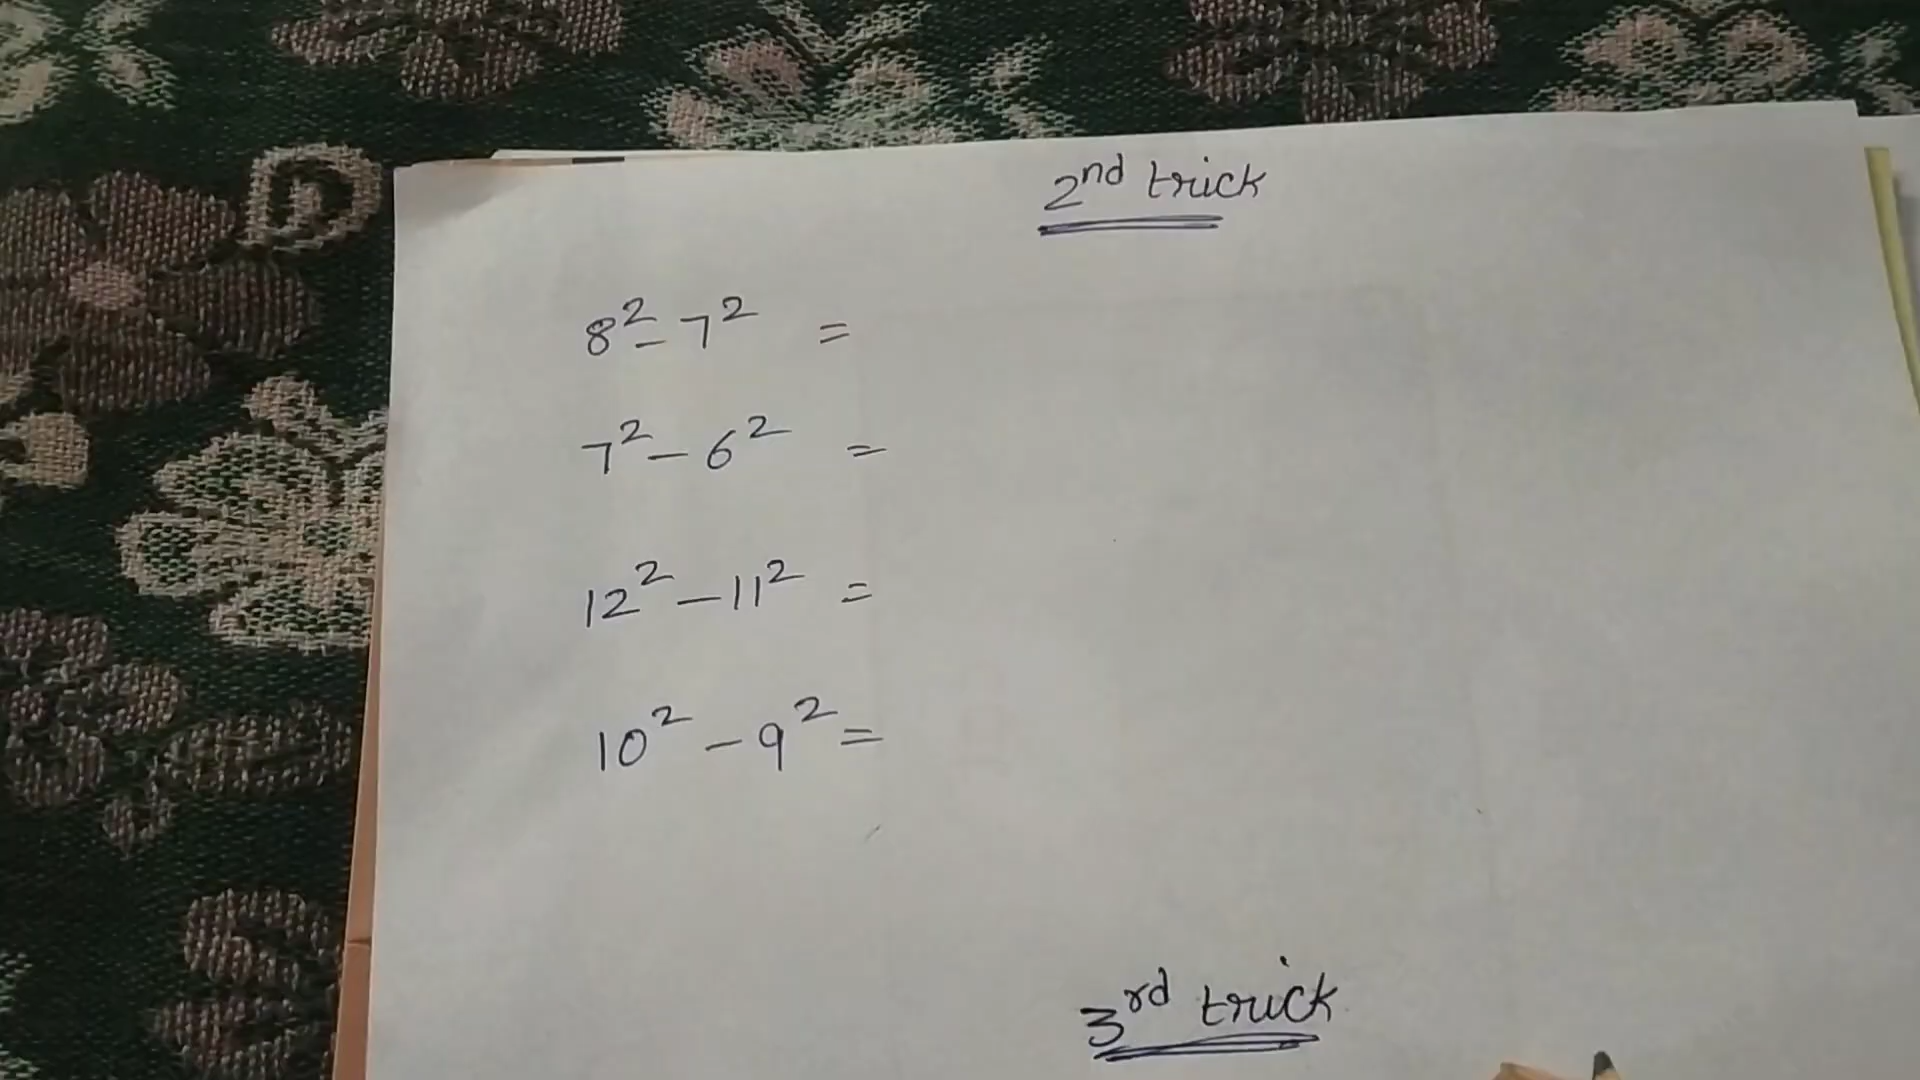 2nd trick
8² - 7² =
7² - 6² =
12² - 11² =
10² - 9² =
3rd trick